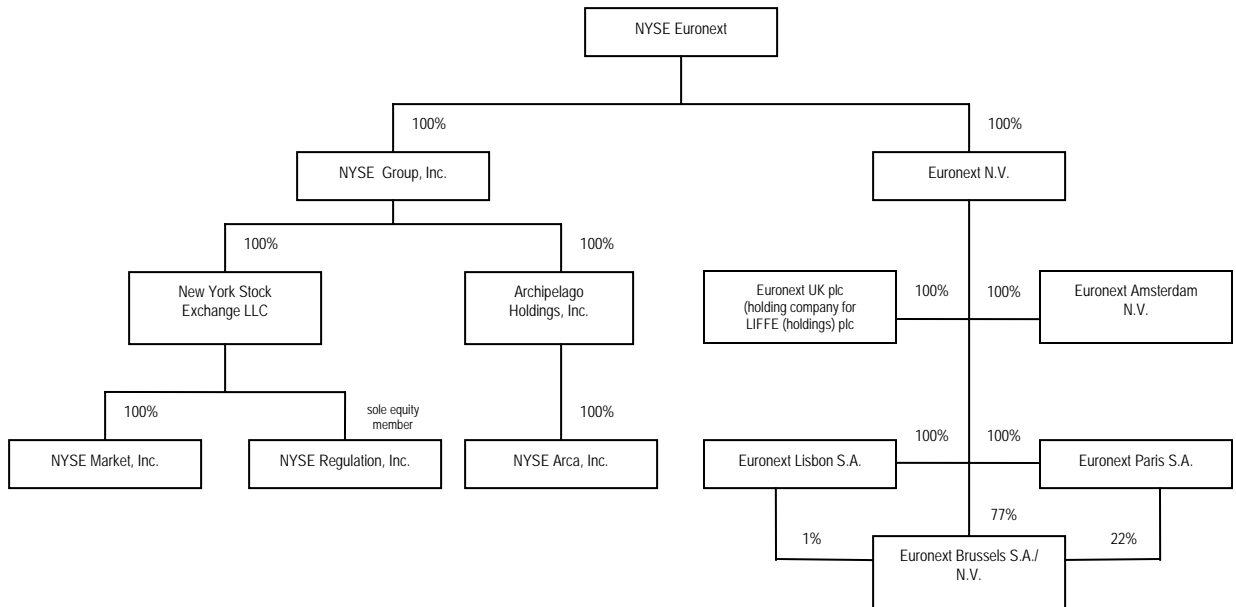 NYSE Euronext
100%
100%
NYSE Group, Inc.
Euronext N.V.
100%
100%
New York Stock
Exchange LLC
Archipelago
Holdings, Inc.
Euronext UK plc
(holding company for
LIFFE (holdings) plc
100%
100%
Euronext Amsterdam
N.V.
100%
sole equity
member
100%
NYSE Market, Inc.
NYSE Regulation, Inc.
NYSE Arca, Inc.
Euronext Lisbon S.A.
100%
100%
Euronext Paris S.A.
77%
1%
22%
Euronext Brussels S.A./
N.V.